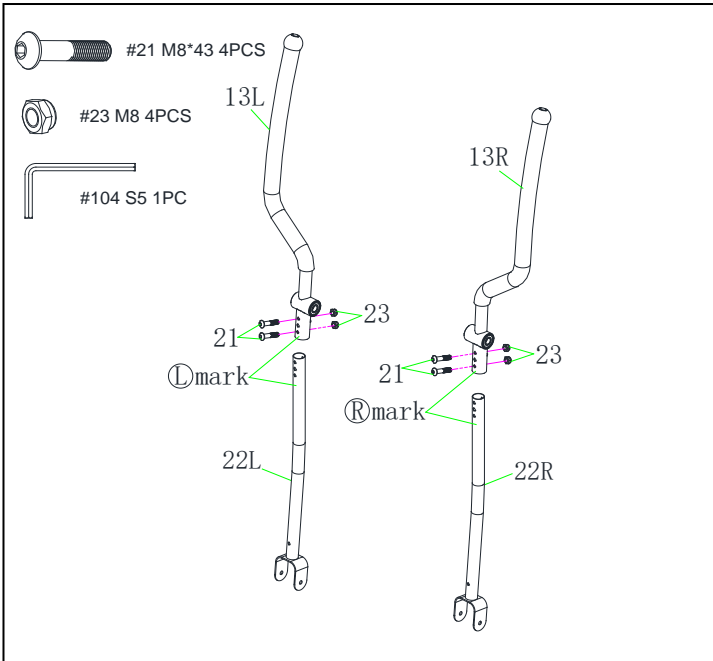 #21 M8*43 4PCS
#23 M8 4PCS
#104 S5 1PC
13L
13R
21
23
21
23
Ⓛmark
Ⓡmark
22L
22R